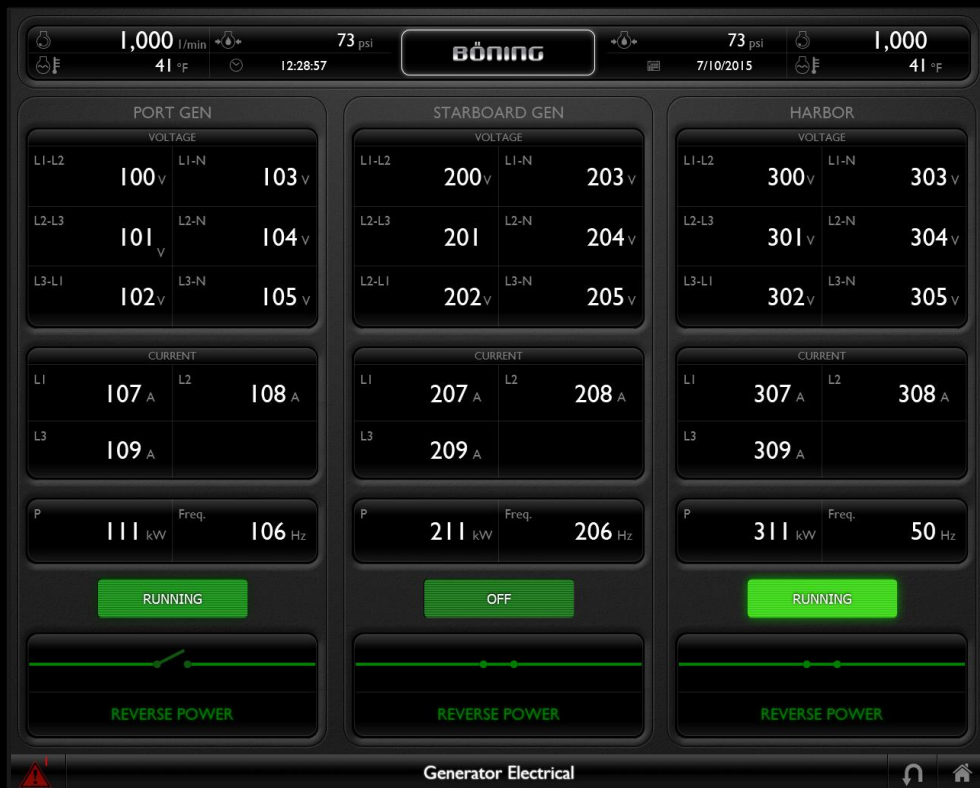 1,000 l/min 73 psi BÖNING 73 psi 1,000
41 °F 12:28:57 7/10/2015 41 °F
PORT GEN STARBOARD GEN HARBOR
VOLTAGE VOLTAGE VOLTAGE
L1-L2 100 V L1-N 103 V L1-L2 200 V L1-N 203 V L1-L2 300 V L1-N 303 V
L2-L3 101 V L2-N 104 V L2-L3 201 L2-N 204 V L2-L3 301 V L2-N 304 V
L3-L1 102 V L3-N 105 V L2-L1 202 V L3-N 205 V L3-L1 302 V L3-N 305 V
CURRENT CURRENT CURRENT
L1 107 A L2 108 A L1 207 A L2 208 A L1 307 A L2 308 A
L3 109 A L3 209 A L3 309 A
P 111 kW Freq. 106 Hz P 211 kW Freq. 206 Hz P 311 kW Freq. 50 Hz
RUNNING OFF RUNNING
REVERSE POWER REVERSE POWER REVERSE POWER
Generator Electrical